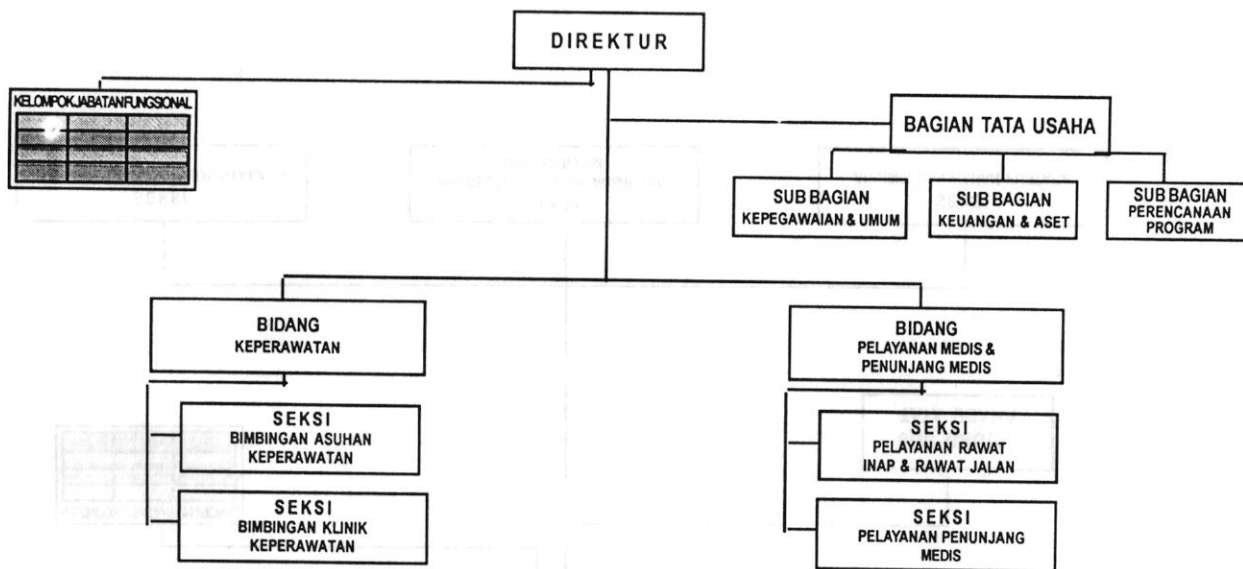 DIREKTUR
KELOMPOK JABATAN FUNGSIONAL
BAGIAN TATA USAHA
SUB BAGIAN
KEPEGAWAIAN & UMUM
SUB BAGIAN
KEUANGAN & ASET
SUB BAGIAN
PERENCANAAN
PROGRAM
BIDANG
KEPERAWATAN
BIDANG
PELAYANAN MEDIS &
PENUNJANG MEDIS
SEKSI
BIMBINGAN ASUHAN
KEPERAWATAN
SEKSI
PELAYANAN RAWAT
INAP & RAWAT JALAN
SEKSI
BIMBINGAN KLINIK
KEPERAWATAN
SEKSI
PELAYANAN PENUNJANG
MEDIS